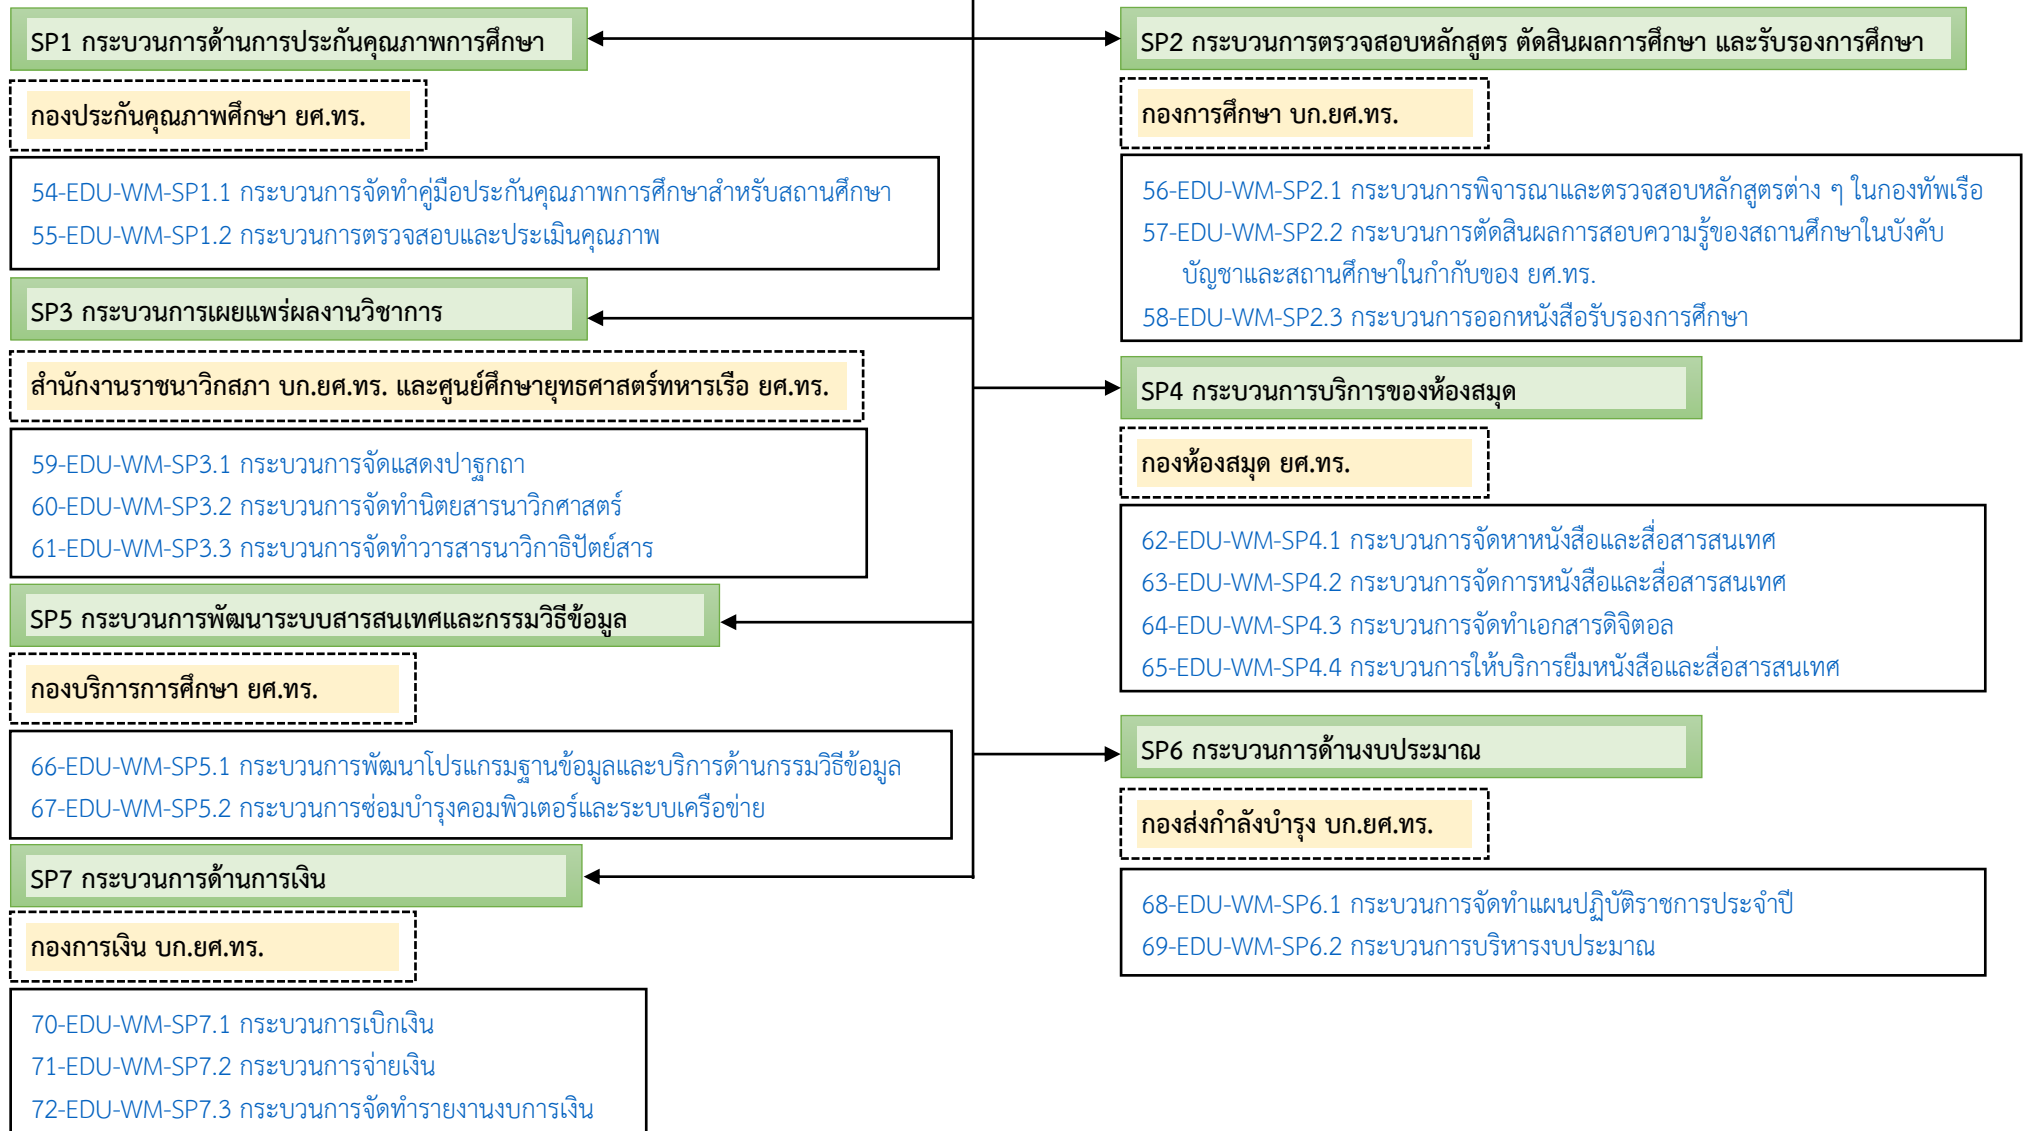 SP1 กระบวนการด้านการประกันคุณภาพการศึกษา
กองประกันคุณภาพศึกษา ยศ.ทร.
54-EDU-WM-SP1.1 กระบวนการจัดทำคู่มือประกันคุณภาพการศึกษาสำหรับสถานศึกษา
55-EDU-WM-SP1.2 กระบวนการตรวจสอบและประเมินคุณภาพ
SP2 กระบวนการตรวจสอบหลักสูตร ตัดสินผลการศึกษา และรับรองการศึกษา
กองการศึกษา บก.ยศ.ทร.
56-EDU-WM-SP2.1 กระบวนการพิจารณาและตรวจสอบหลักสูตรต่าง ๆ ในกองทัพเรือ
57-EDU-WM-SP2.2 กระบวนการตัดสินผลการสอบความรู้ของสถานศึกษาในบังคับ
บัญชาและสถานศึกษาในกำกับของ ยศ.ทร.
58-EDU-WM-SP2.3 กระบวนการออกหนังสือรับรองการศึกษา
SP3 กระบวนการเผยแพร่ผลงานวิชาการ
สำนักงานราชนาวิกสภา บก.ยศ.ทร. และศูนย์ศึกษายุทธศาสตร์ทหารเรือ ยศ.ทร.
59-EDU-WM-SP3.1 กระบวนการจัดแสดงปาฐกถา
60-EDU-WM-SP3.2 กระบวนการจัดทำนิตยสารนาวิกศาสตร์
61-EDU-WM-SP3.3 กระบวนการจัดทำวารสารนาวิกาธิปัตย์สาร
SP4 กระบวนการบริการของห้องสมุด
กองห้องสมุด ยศ.ทร.
62-EDU-WM-SP4.1 กระบวนการจัดหาหนังสือและสื่อสารสนเทศ
63-EDU-WM-SP4.2 กระบวนการจัดการหนังสือและสื่อสารสนเทศ
64-EDU-WM-SP4.3 กระบวนการจัดทำเอกสารดิจิตอล
65-EDU-WM-SP4.4 กระบวนการให้บริการยืมหนังสือและสื่อสารสนเทศ
SP5 กระบวนการพัฒนาระบบสารสนเทศและกรรมวิธีข้อมูล
กองบริการการศึกษา ยศ.ทร.
66-EDU-WM-SP5.1 กระบวนการพัฒนาโปรแกรมฐานข้อมูลและบริการด้านกรรมวิธีข้อมูล
67-EDU-WM-SP5.2 กระบวนการซ่อมบำรุงคอมพิวเตอร์และระบบเครือข่าย
SP6 กระบวนการด้านงบประมาณ
กองส่งกำลังบำรุง บก.ยศ.ทร.
68-EDU-WM-SP6.1 กระบวนการจัดทำแผนปฏิบัติราชการประจำปี
69-EDU-WM-SP6.2 กระบวนการบริหารงบประมาณ
SP7 กระบวนการด้านการเงิน
กองการเงิน บก.ยศ.ทร.
70-EDU-WM-SP7.1 กระบวนการเบิกเงิน
71-EDU-WM-SP7.2 กระบวนการจ่ายเงิน
72-EDU-WM-SP7.3 กระบวนการจัดทำรายงานงบการเงิน